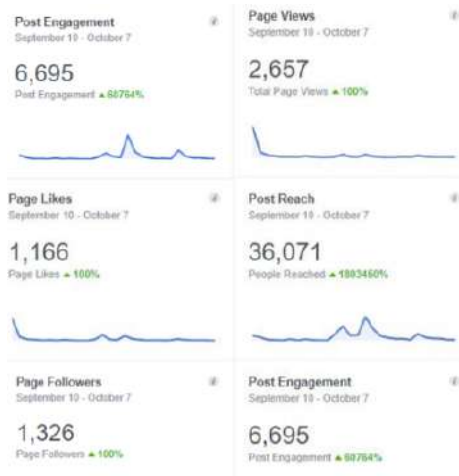 Post Engagement
September 10 - October 7
6,695
Post Engagement ▲ 60764%
Page Views
September 10 - October 7
2,657
Total Page Views ▲ 100%
Page Likes
September 10 - October 7
1,166
Page Likes ▲ 100%
Post Reach
September 10 - October 7
36,071
People Reached ▲ 1803460%
Page Followers
September 10 - October 7
1,326
Page Followers ▲ 100%
Post Engagement
September 10 - October 7
6,695
Post Engagement ▲ 60764%